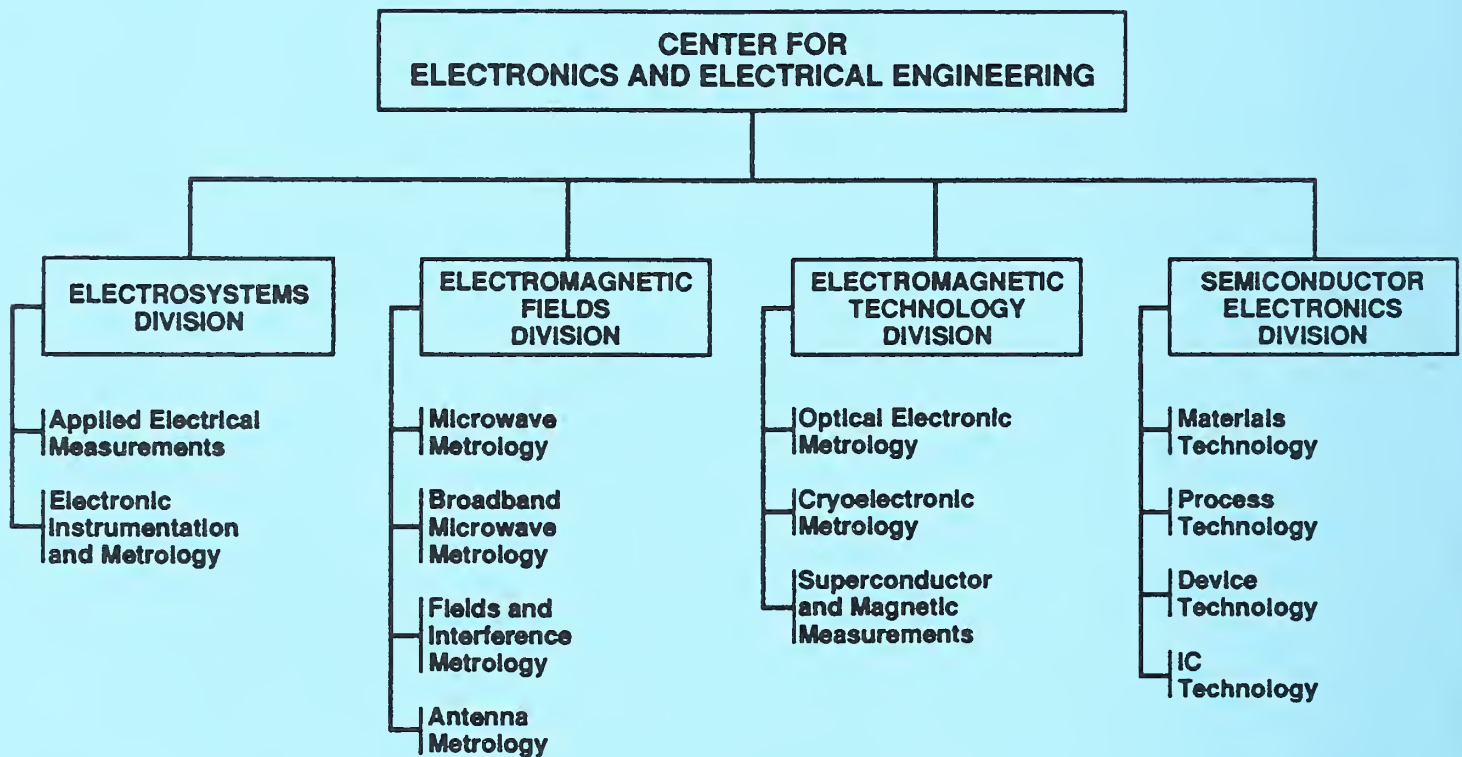 CENTER FOR
ELECTRONICS AND ELECTRICAL ENGINEERING
ELECTROSYSTEMS
DIVISION
Applied Electrical
Measurements
Electronic
Instrumentation
and Metrology
ELECTROMAGNETIC
FIELDS
DIVISION
Microwave
Metrology
Broadband
Microwave
Metrology
Fields and
Interference
Metrology
Antenna
Metrology
ELECTROMAGNETIC
TECHNOLOGY
DIVISION
Optical Electronic
Metrology
Cryoelectronic
Metrology
Superconductor
and Magnetic
Measurements
SEMICONDUCTOR
ELECTRONICS
DIVISION
Materials
Technology
Process
Technology
Device
Technology
IC
Technology